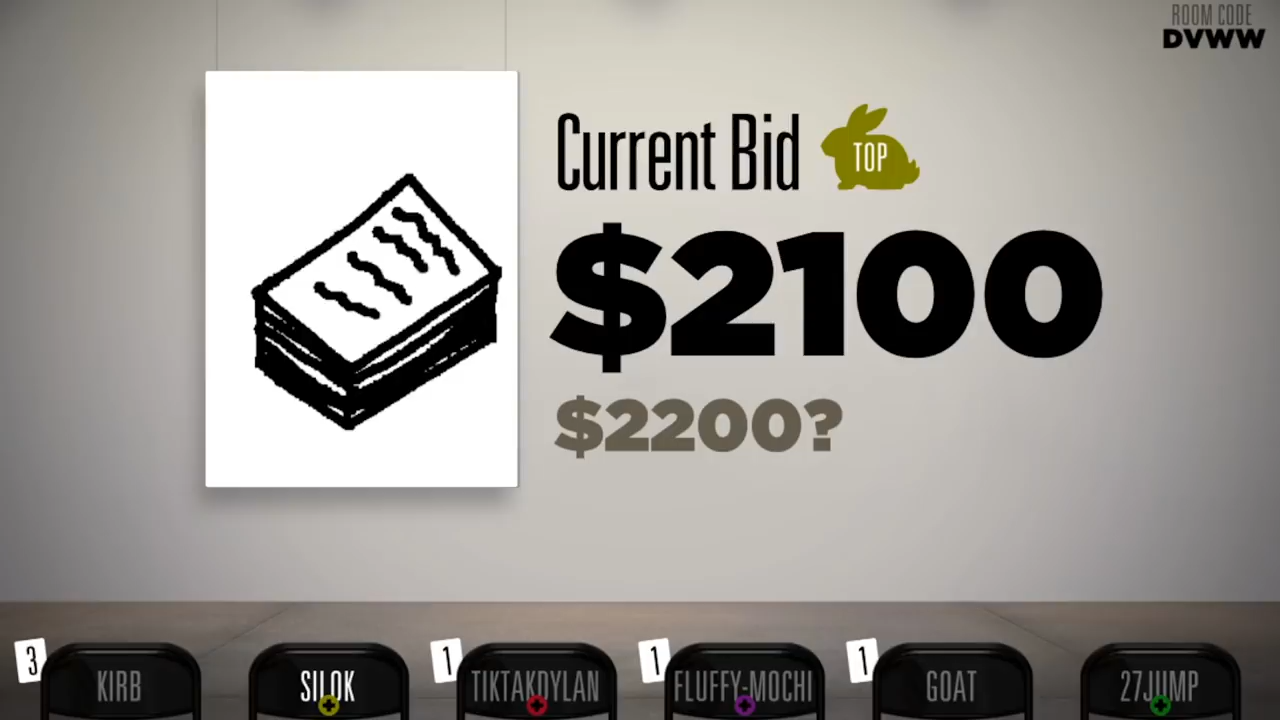 ROOM CODE
DVWW
Current Bid TOP
$2100
$2200?
3 KIRB SILOK 1 TIKTAKDYLAN 1 FLUFFY-MOCHI 1 GOAT 27JUMP